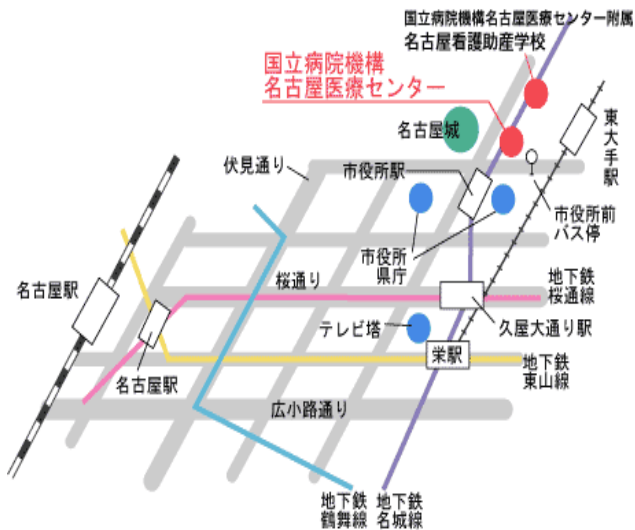 国立病院機構名古屋医療センター附属
名古屋看護助産学校
国立病院機構
名古屋医療センター
東大手駅
名古屋城
伏見通り
市役所駅
市役所前
バス停
市役所
県庁
名古屋駅
桜通り
地下鉄
桜通線
テレビ塔
久屋大通り駅
栄駅
名古屋駅
地下鉄
東山線
広小路通り
地下鉄
鶴舞線
地下鉄
名城線